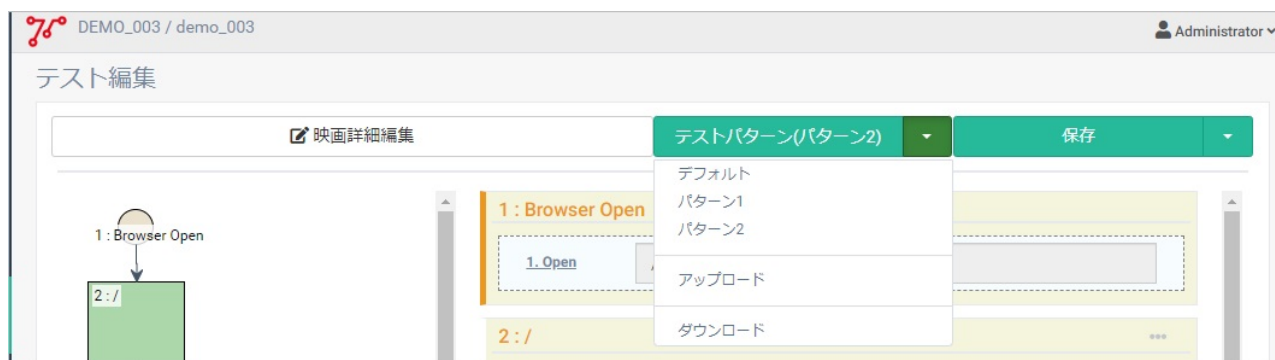 DEMO_003 / demo_003
Administrator
テスト編集
映画詳細編集
テストパターン(パターン2)
保存
デフォルト
パターン1
パターン2
アップロード
ダウンロード
1 : Browser Open
2 : /
1 : Browser Open
1. Open
2 : /